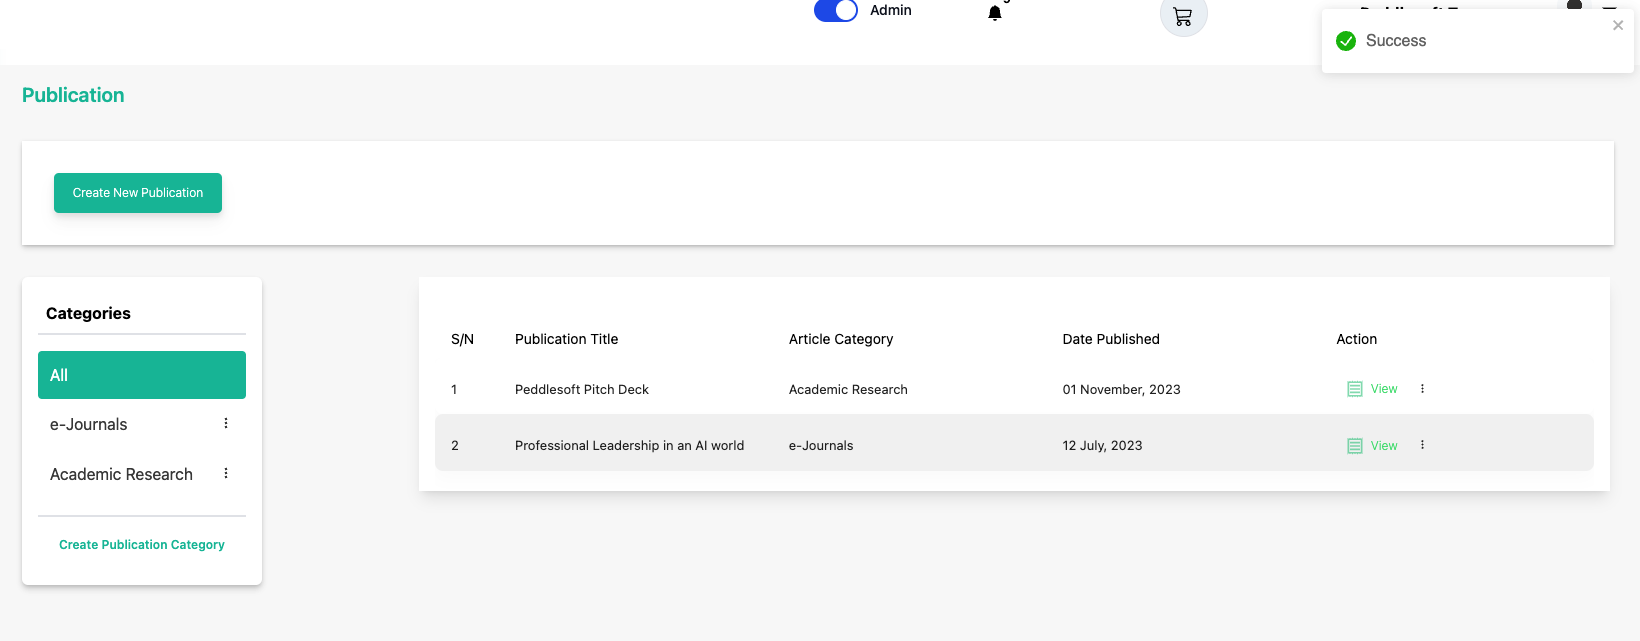 Admin
Success
Publication
Create New Publication
Categories
All
e-Journals
Academic Research
Create Publication Category
S/N Publication Title Article Category Date Published Action
1 Peddlesoft Pitch Deck Academic Research 01 November, 2023 View
2 Professional Leadership in an AI world e-Journals 12 July, 2023 View